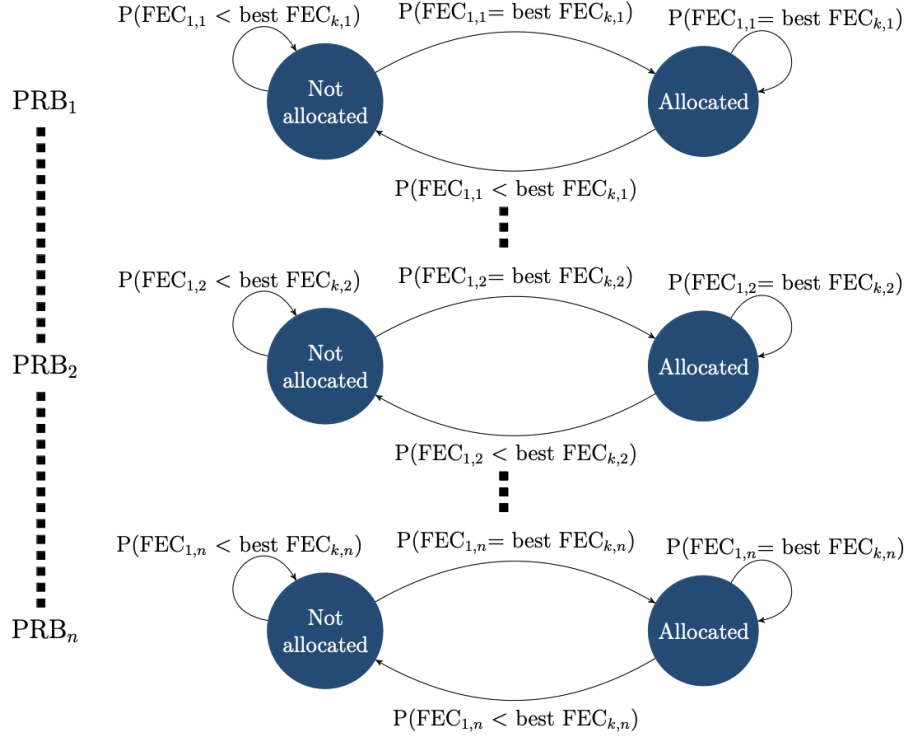 P(FEC₁,₁ < best FECₖ,₁)
P(FEC₁,₁= best FECₖ,₁)
P(FEC₁,₁= best FECₖ,₁)
PRB₁
Not
allocated
Allocated
P(FEC₁,₁ < best FECₖ,₁)
P(FEC₁,₂ < best FECₖ,₂)
P(FEC₁,₂= best FECₖ,₂)
P(FEC₁,₂= best FECₖ,₂)
PRB₂
Not
allocated
Allocated
P(FEC₁,₂ < best FECₖ,₂)
P(FEC₁,ₙ < best FECₖ,ₙ)
P(FEC₁,ₙ= best FECₖ,ₙ)
P(FEC₁,ₙ= best FECₖ,ₙ)
PRBₙ
Not
allocated
Allocated
P(FEC₁,ₙ < best FECₖ,ₙ)